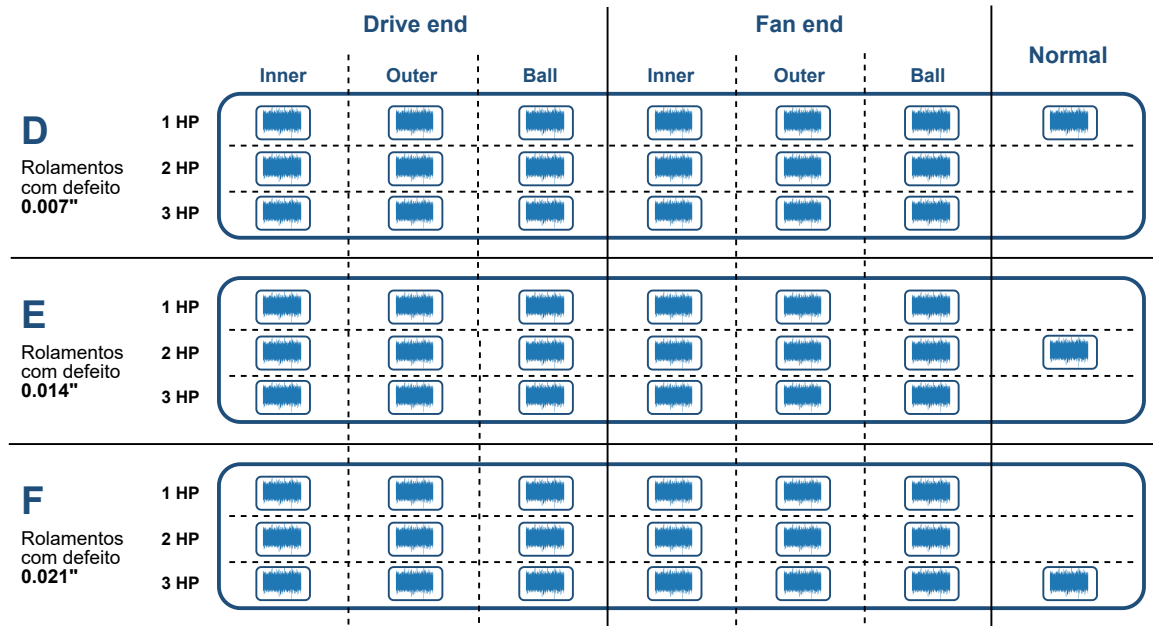 Drive end
Fan end
Normal
Inner
Outer
Ball
Inner
Outer
Ball
D
Rolamentos
com defeito
0.007"
1 HP
2 HP
3 HP
E
Rolamentos
com defeito
0.014"
1 HP
2 HP
3 HP
F
Rolamentos
com defeito
0.021"
1 HP
2 HP
3 HP